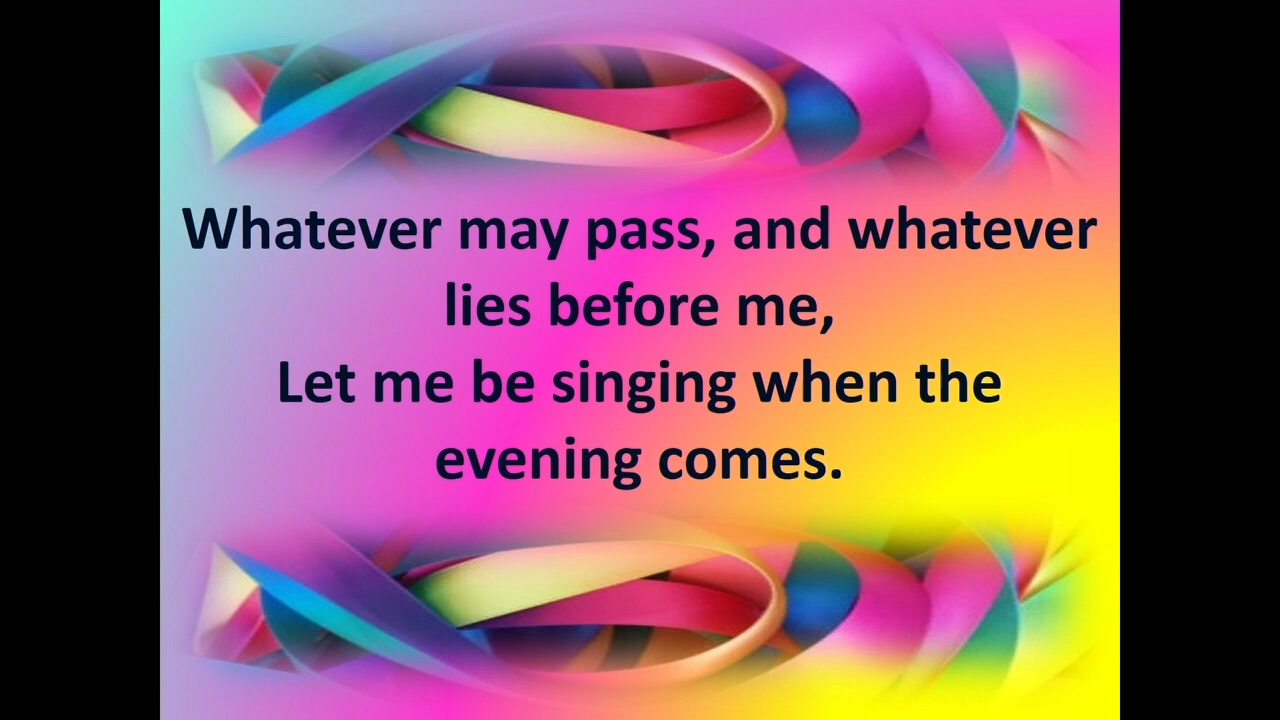 Whatever may pass, and whatever
lies before me,
Let me be singing when the
evening comes.